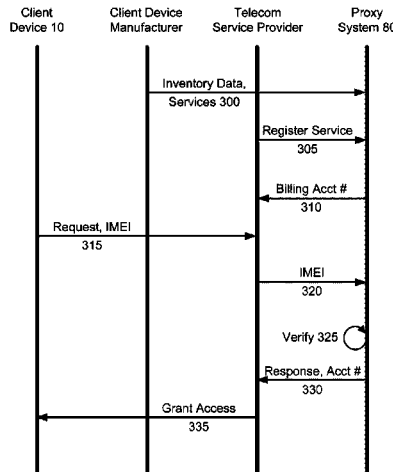 Client Client Device Telecom Proxy
Device 10 Manufacturer Service Provider System 80
Inventory Data,
Services 300
Register Service
305
Billing Acct #
310
Request, IMEI
315
IMEI
320
Verify 325
Response, Acct #
330
Grant Access
335